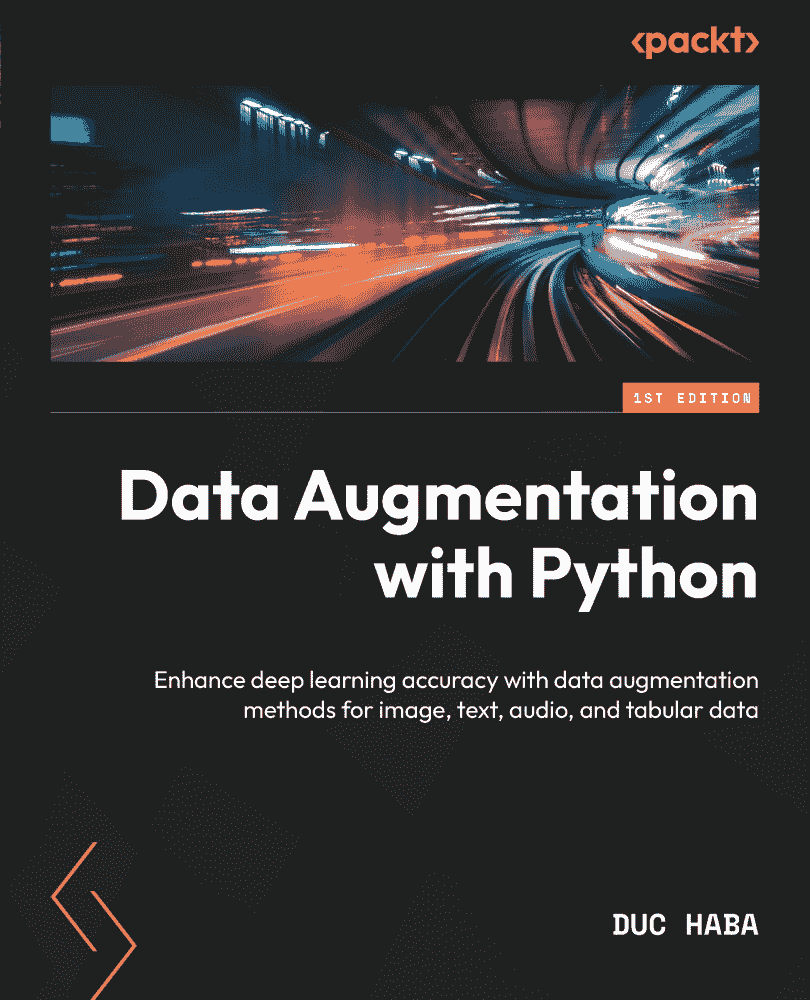 <packt>
1ST EDITION
Data Augmentation
with Python
Enhance deep learning accuracy with data augmentation
methods for image, text, audio, and tabular data
DUC HABA